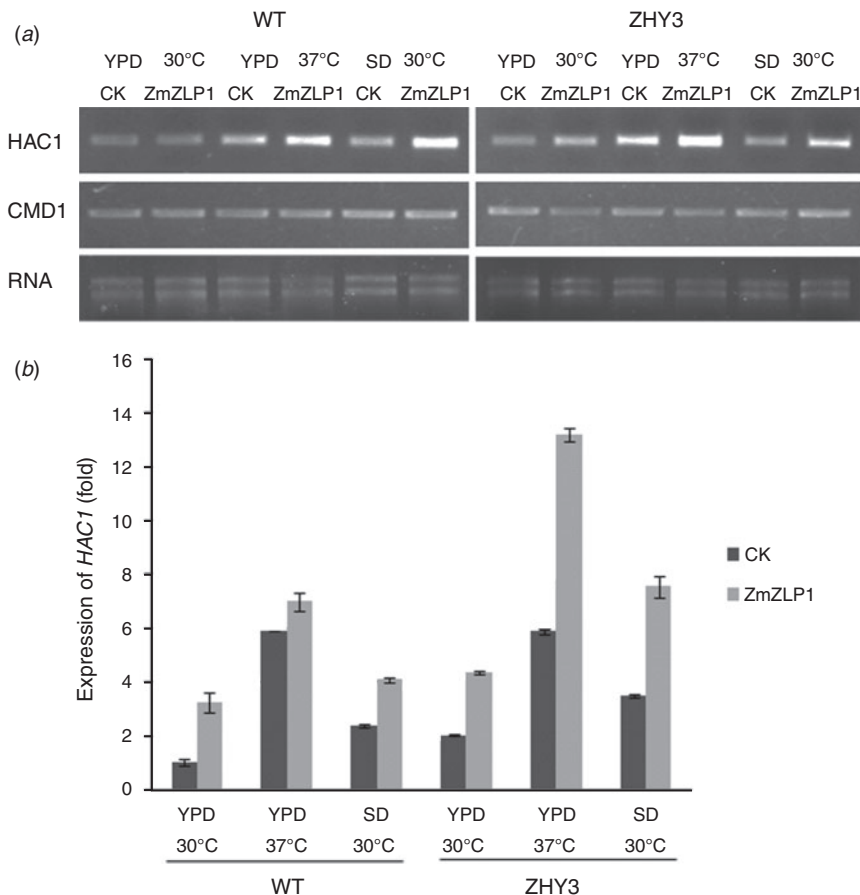 (a) WT ZHY3
YPD 30°C YPD 37°C SD 30°C YPD 30°C YPD 37°C SD 30°C
CK ZmZLP1 CK ZmZLP1 CK ZmZLP1 CK ZmZLP1 CK ZmZLP1 CK ZmZLP1
HAC1
CMD1
RNA
(b)
Expression of HAC1 (fold)
16
14
12
10
8
6
4
2
0
CK
ZmZLP1
YPD YPD SD YPD YPD SD
30°C 37°C 30°C 30°C 37°C 30°C
WT ZHY3